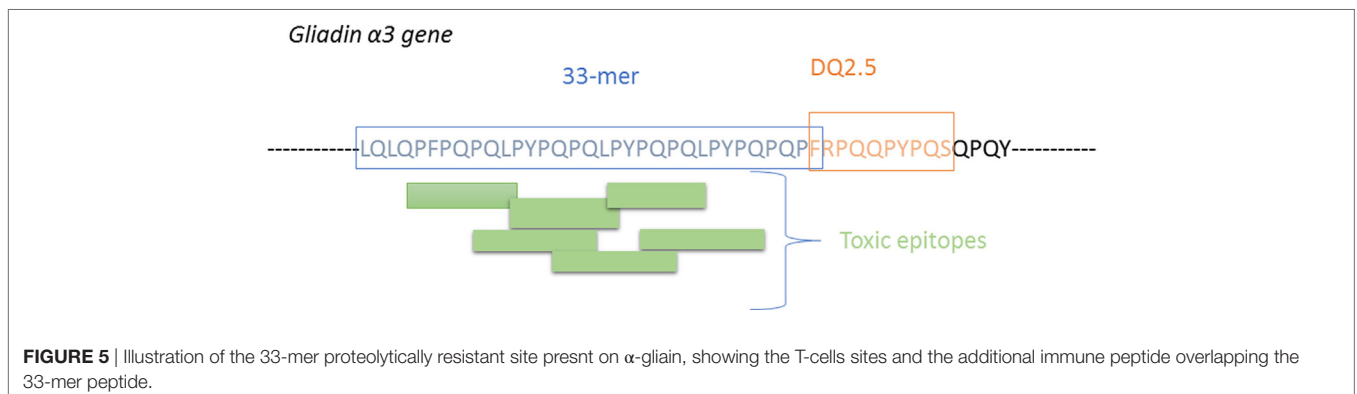 Gliadin α3 gene
33-mer
DQ2.5
------------LQLQPFPQPQLPYPQPQLPYPQPQLPYPQPQPFRPQQPYPQSQPQY-----------
Toxic epitopes
FIGURE 5 | Illustration of the 33-mer proteolytically resistant site presnt on α-gliain, showing the T-cells sites and the additional immune peptide overlapping the
33-mer peptide.